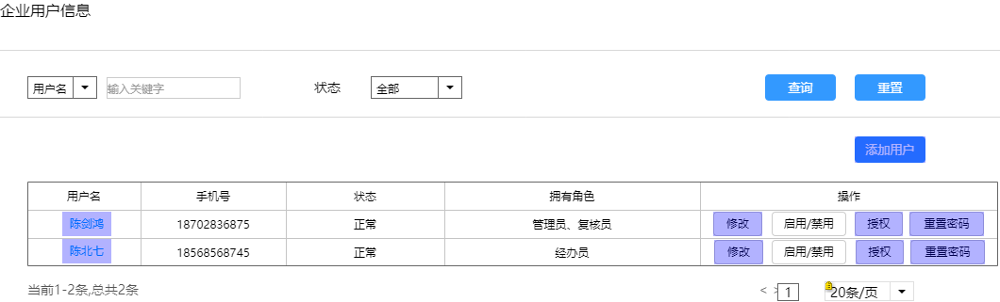 企业用户信息
用户名 输入关键字 状态 全部 查询 重置
添加用户
用户名 手机号 状态 拥有角色 操作
陈剑鸿 18702836875 正常 管理员、复核员 修改 启用/禁用 授权 重置密码
陈北七 18568568745 正常 经办员 修改 启用/禁用 授权 重置密码
当前1-2条,总共2条 < > 1 20条/页